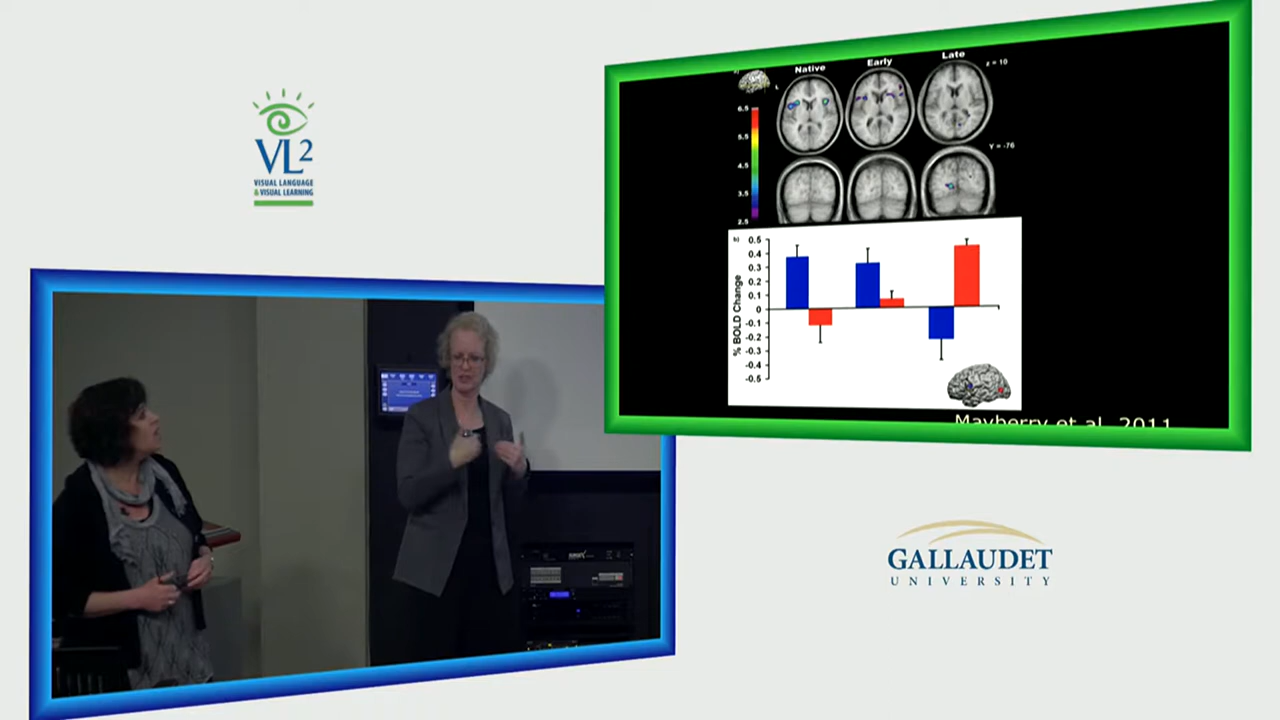 VL2
VISUAL LANGUAGE
& VISUAL LEARNING
a)
Native
Early
Late
z = 10
L
6.5
5.5
4.5
3.5
2.5
Y = -76
b)
% BOLD Change
0.5
0.4
0.3
0.2
0.1
0
-0.1
-0.2
-0.3
-0.4
-0.5
Mayberry et al. 2011
GALLAUDET
UNIVERSITY